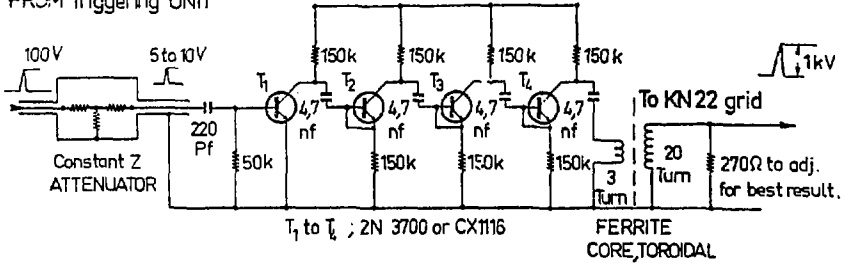 FROM Triggering UNIT
100V
5 to 10V
150k
150k
150k
150k
1kV
T1
T2
T3
T4
4,7 nf
4,7 nf
4,7 nf
4,7 nf
To KN22 grid
220 Pf
Constant Z
ATTENUATOR
50k
150k
150k
150k
3 Turn
20 Turn
270Ω to adj.
for best result.
T1 to T4 ; 2N 3700 or CX1116
FERRITE
CORE,TOROIDAL